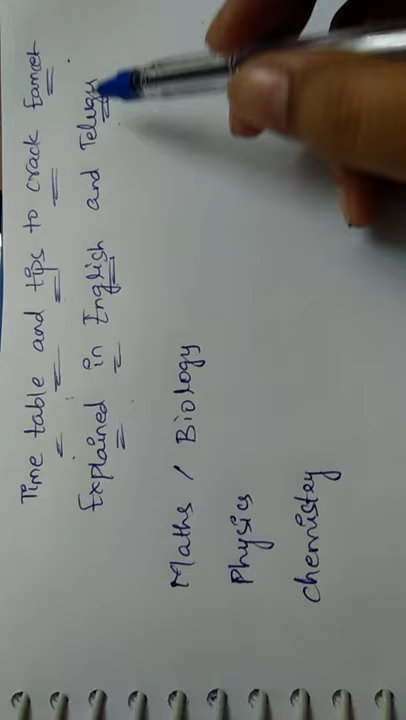 Time table and tips to crack Eamcet
Explained in English and Telugu
Maths / Biology
Physics
Chemistry